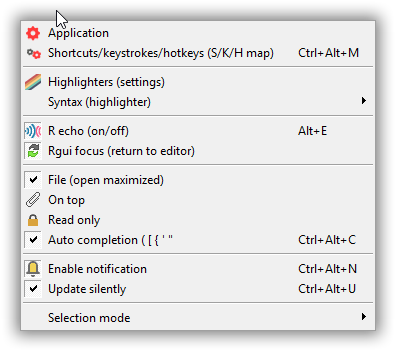 Application
Shortcuts/keystrokes/hotkeys (S/K/H map) Ctrl+Alt+M
Highlighters (settings)
Syntax (highlighter)
R echo (on/off) Alt+E
Rgui focus (return to editor)
File (open maximized)
On top
Read only
Auto completion ( [ { ' " Ctrl+Alt+C
Enable notification Ctrl+Alt+N
Update silently Ctrl+Alt+U
Selection mode